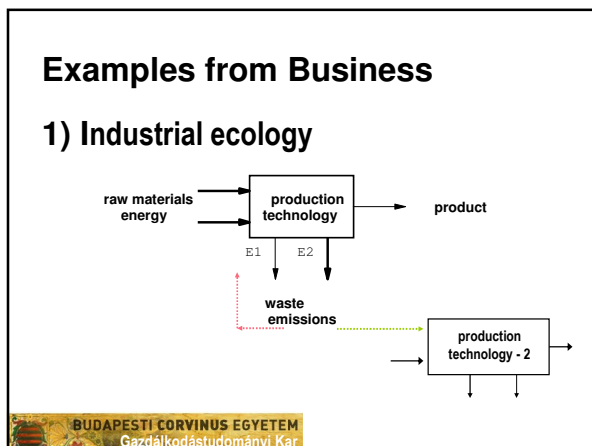 Examples from Business
1) Industrial ecology
raw materials
energy
production
technology
product
E1 E2
waste
emissions
production
technology - 2
BUDAPESTI CORVINUS EGYETEM
Gazdálkodástudományi Kar